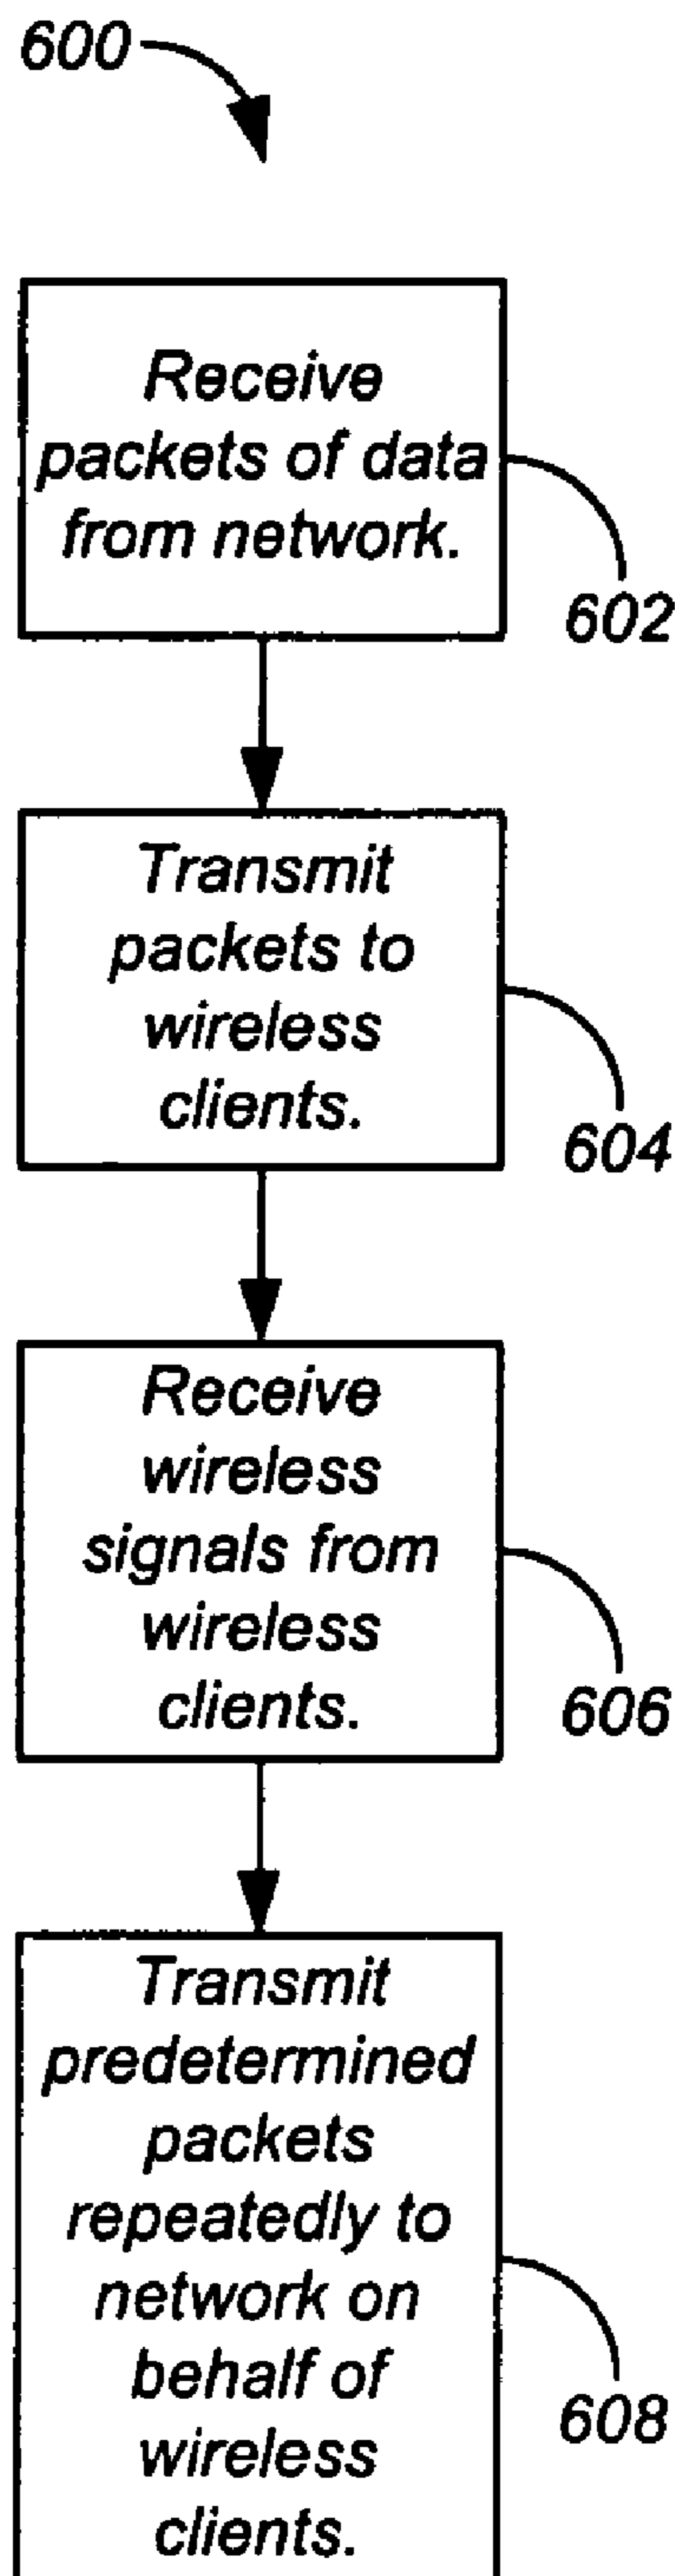 600
Receive
packets of data
from network.
602
Transmit
packets to
wireless
clients.
604
Receive
wireless
signals from
wireless
clients.
606
Transmit
predetermined
packets
repeatedly to
network on
behalf of
wireless
clients.
608